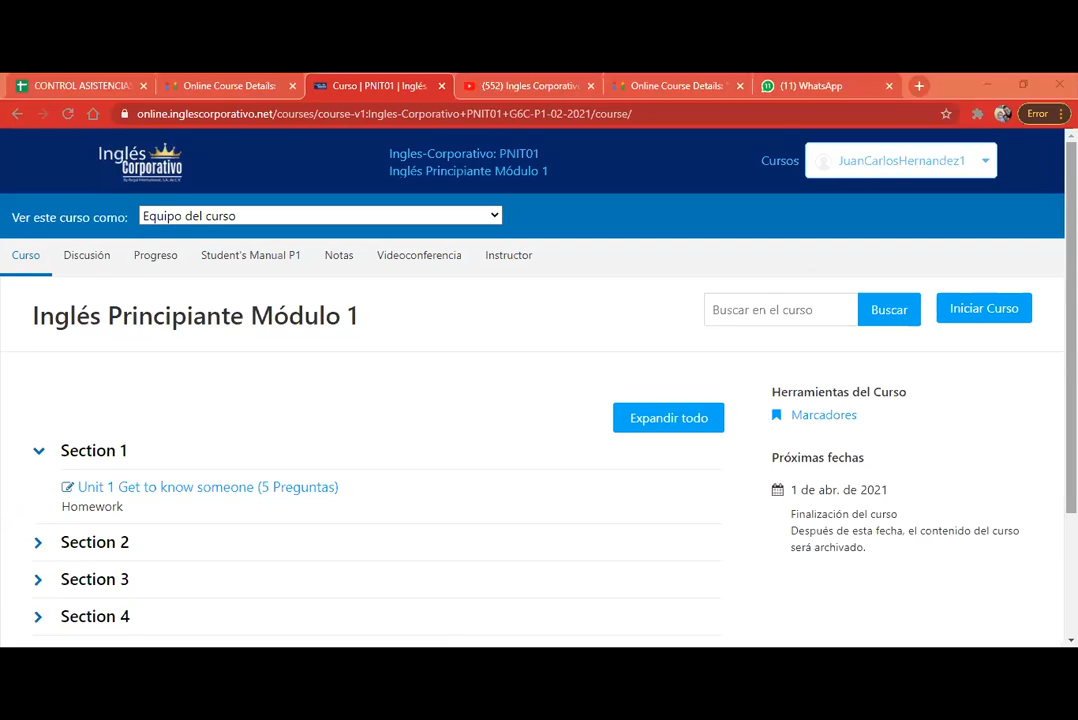 CONTROL ASISTENCIA
Online Course Details:
Curso | PNIT01 | Inglés
(552) Ingles Corporativo
Online Course Details:
(11) WhatsApp
online.inglescorporativo.net/courses/course-v1:Ingles-Corporativo+PNIT01+G6C-P1-02-2021/course/
Error
Inglés
Corporativo
Ingles-Corporativo: PNIT01
Inglés Principiante Módulo 1
Cursos
JuanCarlosHernandez1
Ver este curso como:
Equipo del curso
Curso
Discusión
Progreso
Student's Manual P1
Notas
Videoconferencia
Instructor
Inglés Principiante Módulo 1
Buscar en el curso
Buscar
Iniciar Curso
Expandir todo
Section 1
Unit 1 Get to know someone (5 Preguntas)
Homework
Section 2
Section 3
Section 4
Herramientas del Curso
Marcadores
Próximas fechas
1 de abr. de 2021
Finalización del curso
Después de esta fecha, el contenido del curso
será archivado.